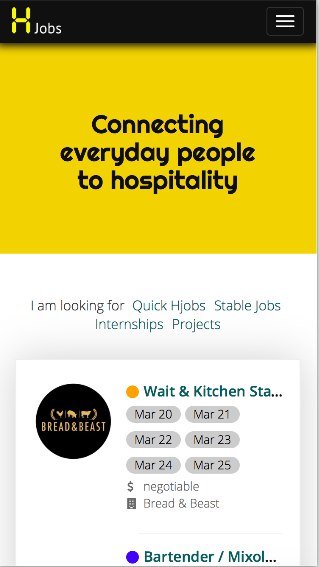 H Jobs
Connecting
everyday people
to hospitality
I am looking for Quick Hjobs Stable Jobs
Internships Projects
BREAD&BEAST
Wait & Kitchen Sta...
Mar 20 Mar 21
Mar 22 Mar 23
Mar 24 Mar 25
$ negotiable
Bread & Beast
Bartender / Mixol...